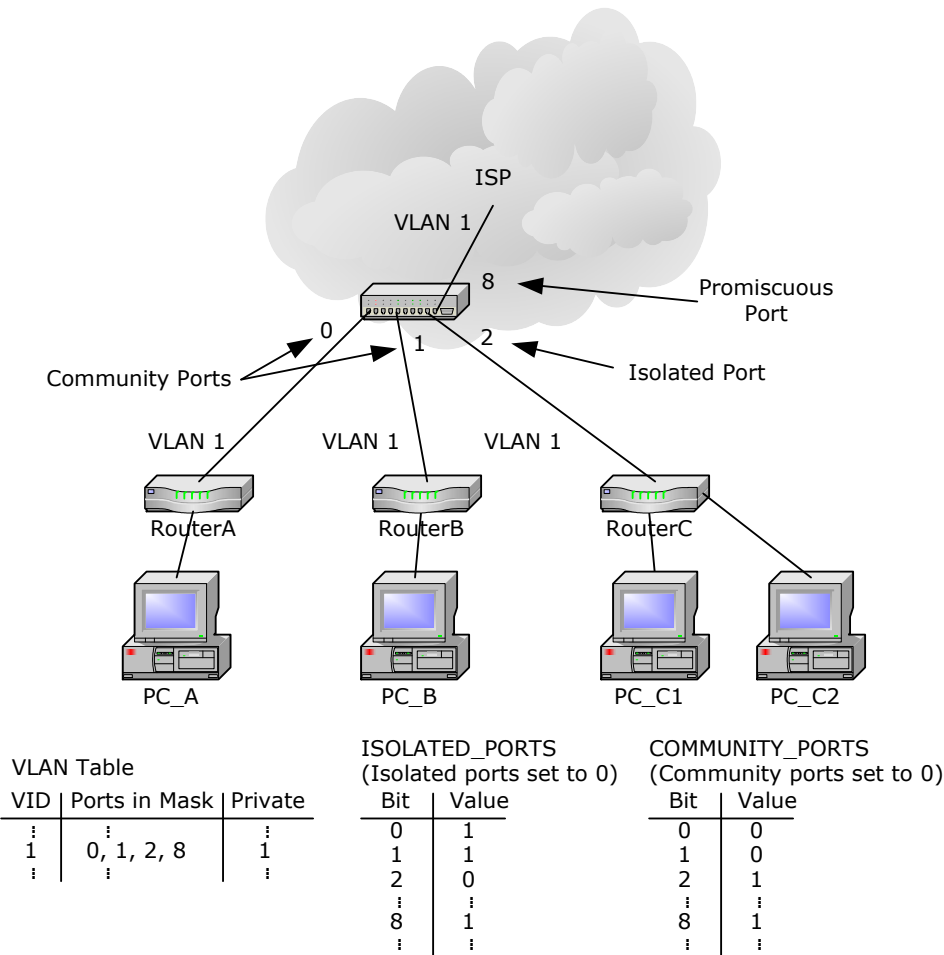 ISP
VLAN 1
8
Promiscuous
Port
0
1
2
Community Ports
Isolated Port
VLAN 1
VLAN 1
VLAN 1
RouterA
RouterB
RouterC
PC_A
PC_B
PC_C1
PC_C2
VLAN Table
VID Ports in Mask Private
1 0, 1, 2, 8 1
ISOLATED_PORTS
(Isolated ports set to 0)
Bit Value
0 1
1 1
2 0
8 1
COMMUNITY_PORTS
(Community ports set to 0)
Bit Value
0 0
1 0
2 1
8 1